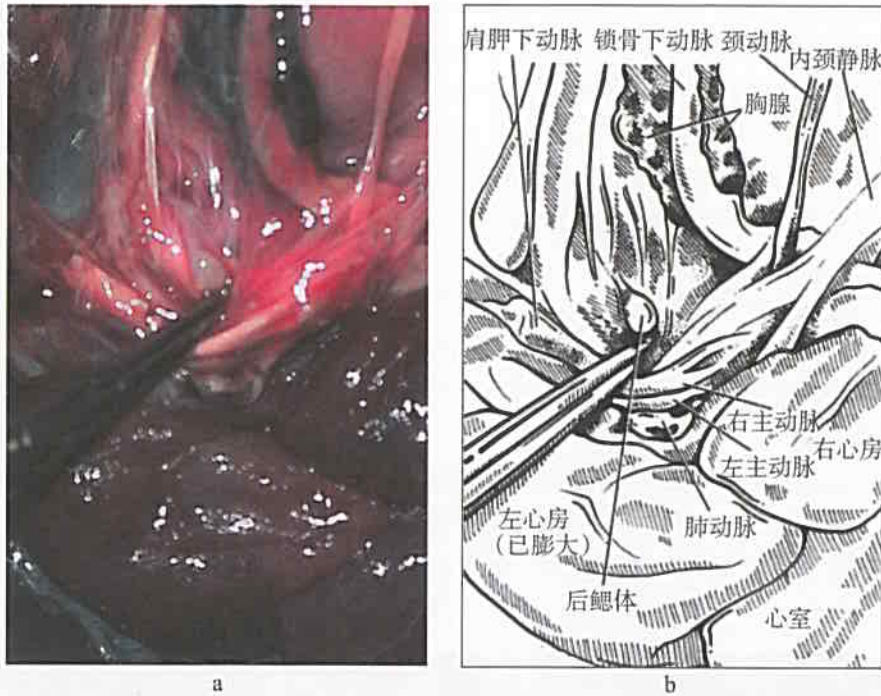 肩胛下动脉 锁骨下动脉 颈动脉
内颈静脉
胸腺
右主动脉
右心房
左主动脉
左心房
(已膨大)
肺动脉
后鳃体
心室
a
b